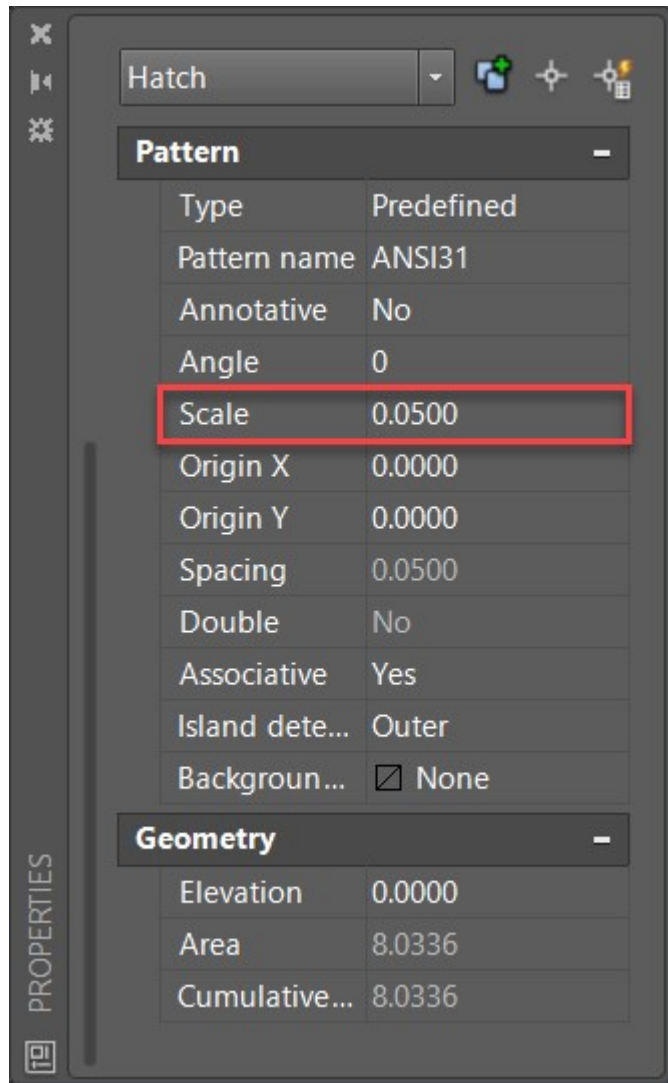 Hatch
Pattern
Type Predefined
Pattern name ANSI31
Annotative No
Angle 0
Scale 0.0500
Origin X 0.0000
Origin Y 0.0000
Spacing 0.0500
Double No
Associative Yes
Island dete... Outer
Backgroun... None
Geometry
Elevation 0.0000
Area 8.0336
Cumulative... 8.0336
PROPERTIES